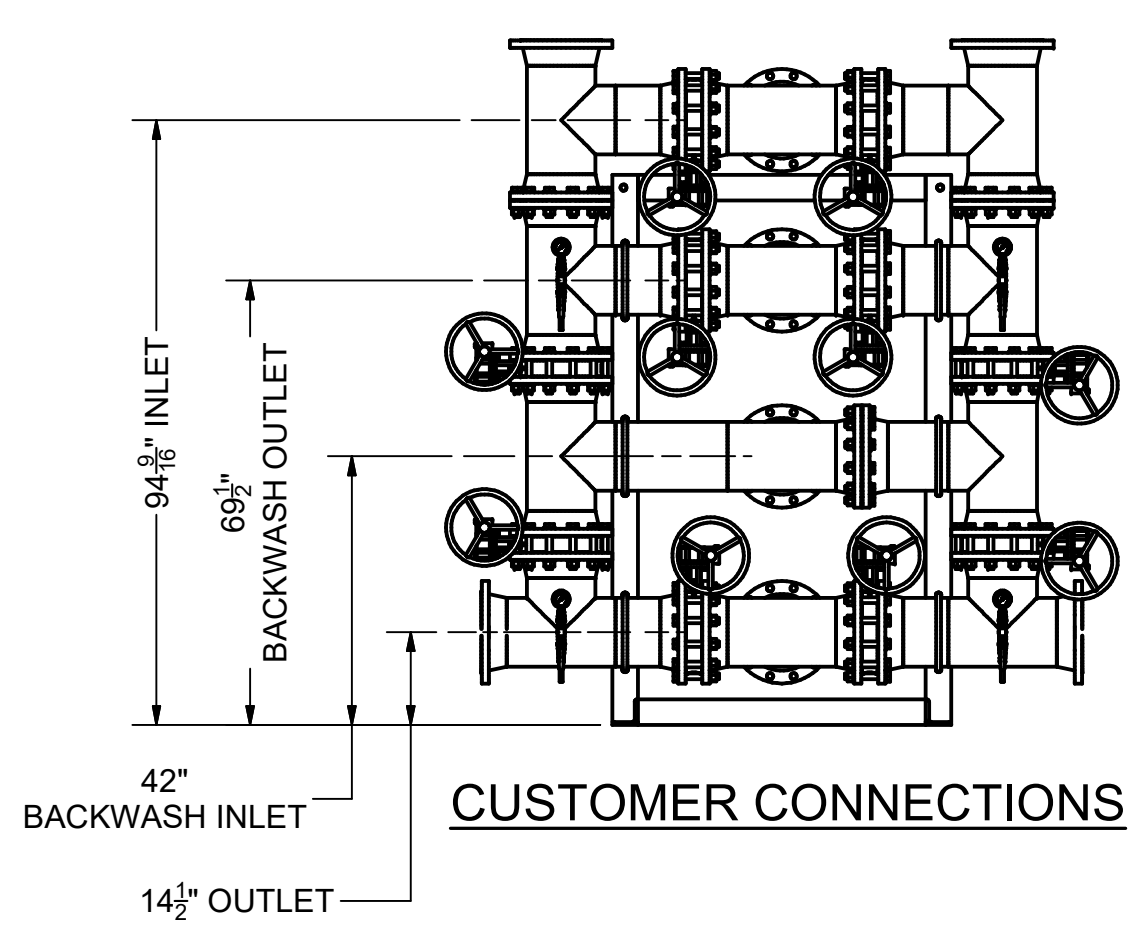 94 9/16" INLET
69 1/2"
BACKWASH OUTLET
42"
BACKWASH INLET
14 1/2" OUTLET
CUSTOMER CONNECTIONS